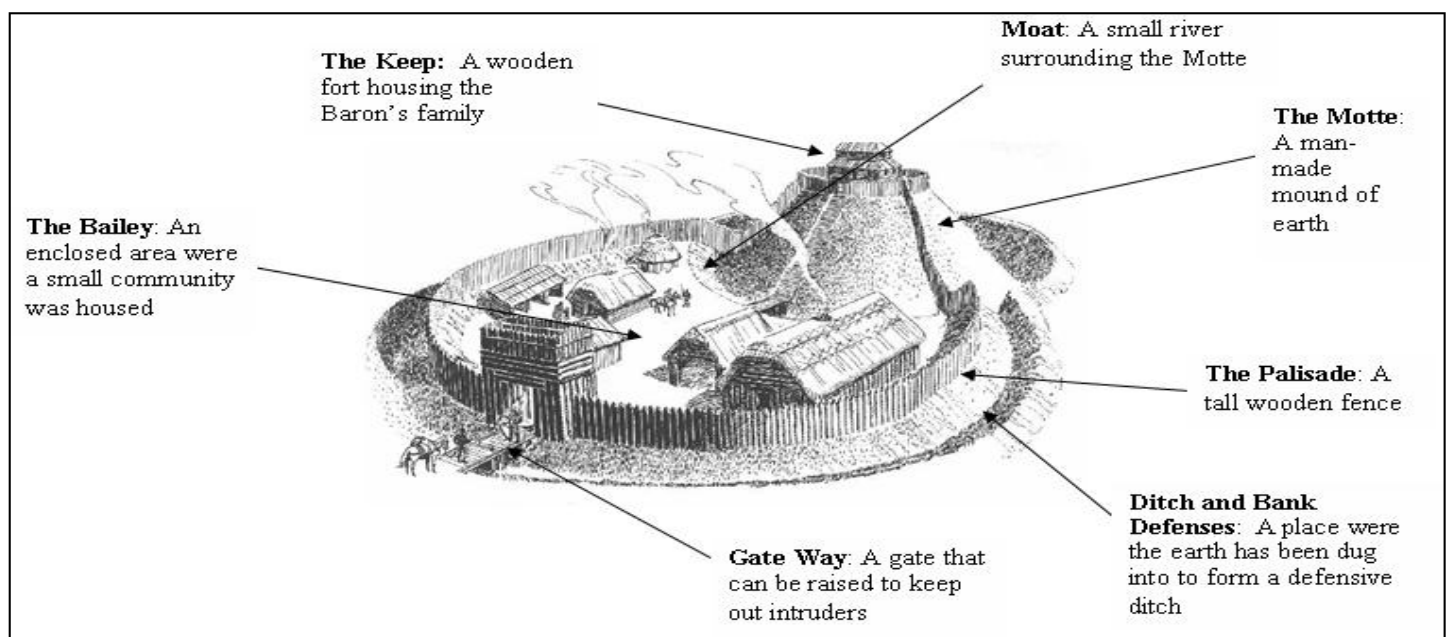 Moat: A small river
surrounding the Motte
The Keep: A wooden
fort housing the
Baron's family
The Motte:
A man-
made
mound of
earth
The Bailey: An
enclosed area were
a small community
was housed
The Palisade: A
tall wooden fence
Ditch and Bank
Defenses: A place were
the earth has been dug
into to form a defensive
ditch
Gate Way: A gate that
can be raised to keep
out intruders